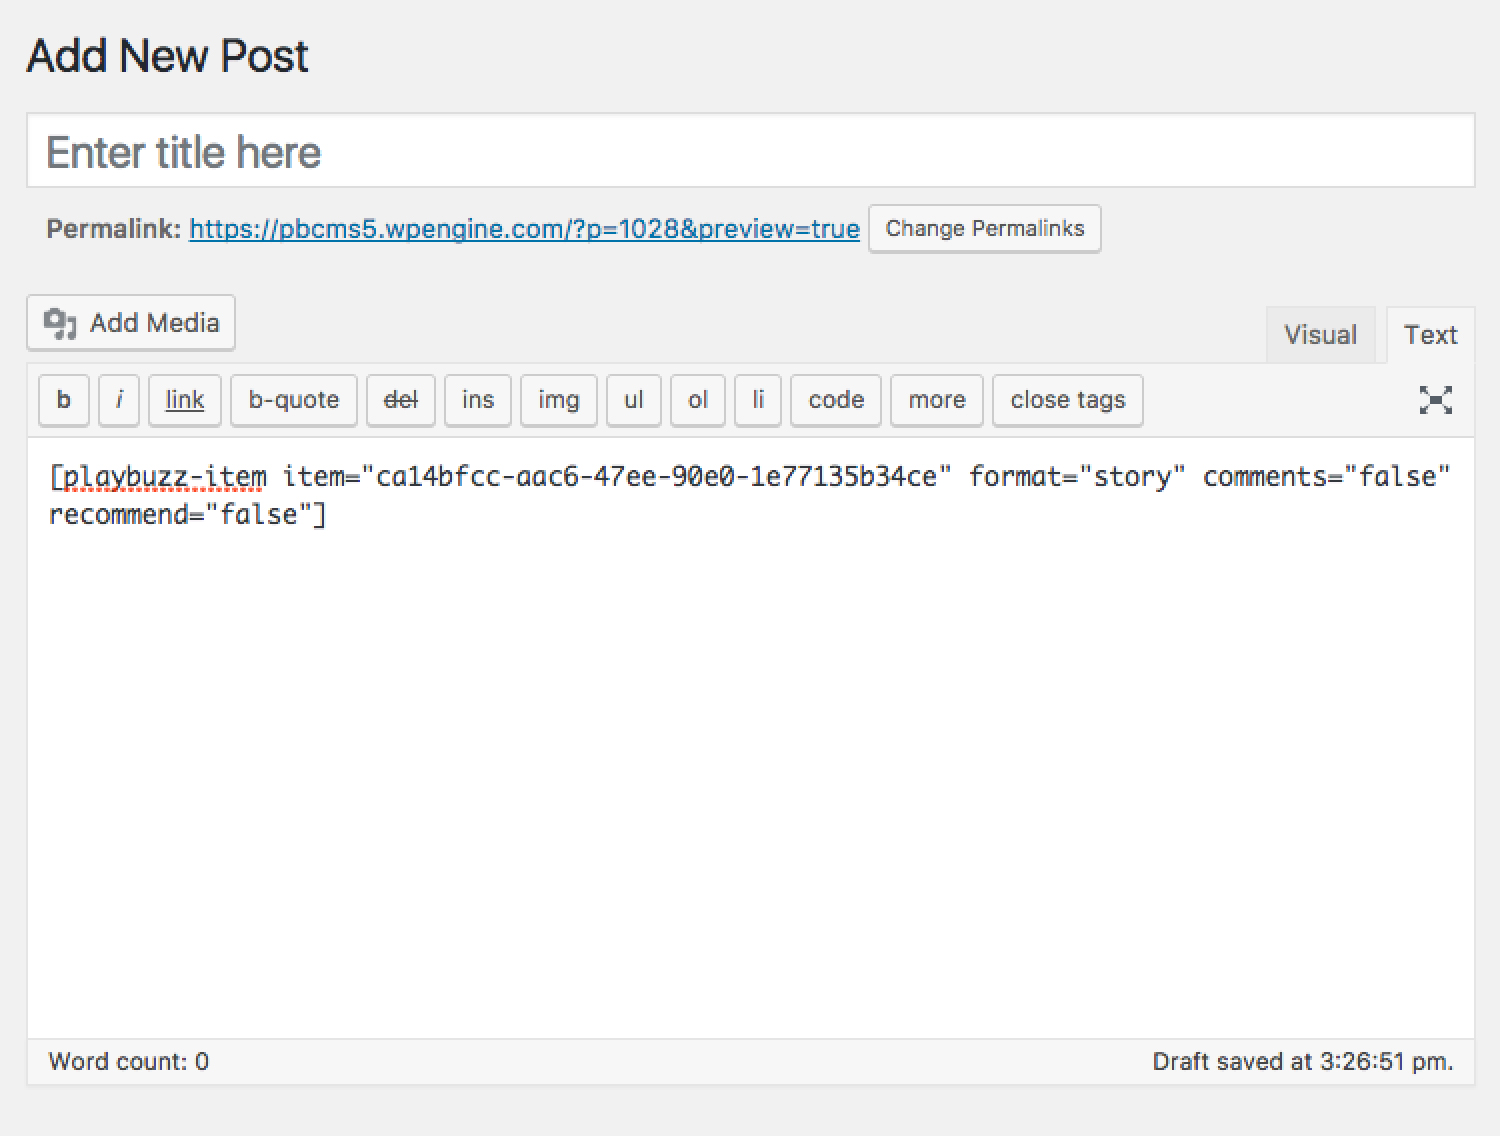 Add New Post
Enter title here
Permalink: https://pbcms5.wpengine.com/?p=1028&preview=true Change Permalinks
Add Media
Visual Text
b i link b-quote del ins img ul ol li code more close tags
[playbuzz-item item="ca14bfcc-aac6-47ee-90e0-1e77135b34ce" format="story" comments="false"
recommend="false"]
Word count: 0 Draft saved at 3:26:51 pm.